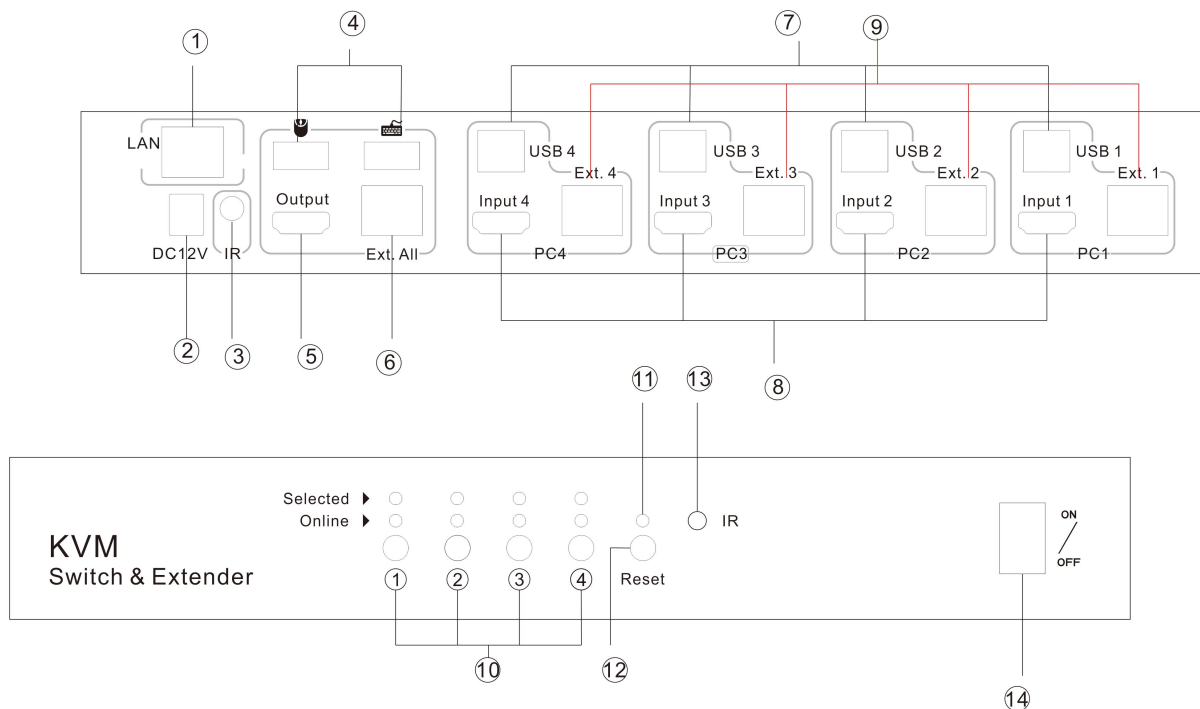 ① ④ ⑦ ⑨
LAN
USB 4 USB 3 USB 2 USB 1
Ext. 4 Ext. 3 Ext. 2 Ext. 1
Output Input 4 Input 3 Input 2 Input 1
DC12V IR Ext. All PC4 PC3 PC2 PC1
② ③ ⑤ ⑥ ⑧
⑪ ⑬
Selected
Online IR
ON
OFF
KVM
Switch & Extender
① ② ③ ④ Reset
⑩ ⑫ ⑭